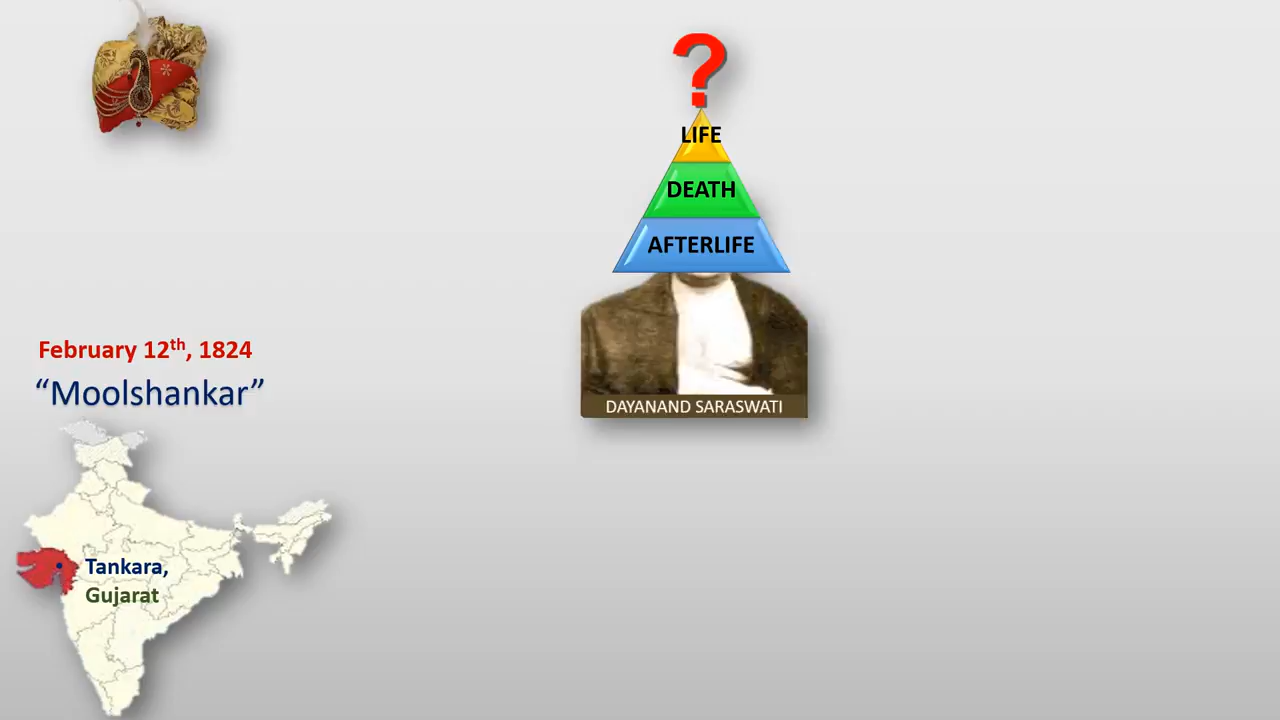 ?
LIFE
DEATH
AFTERLIFE
DAYANAND SARASWATI
February 12th, 1824
“Moolshankar”
Tankara,
Gujarat